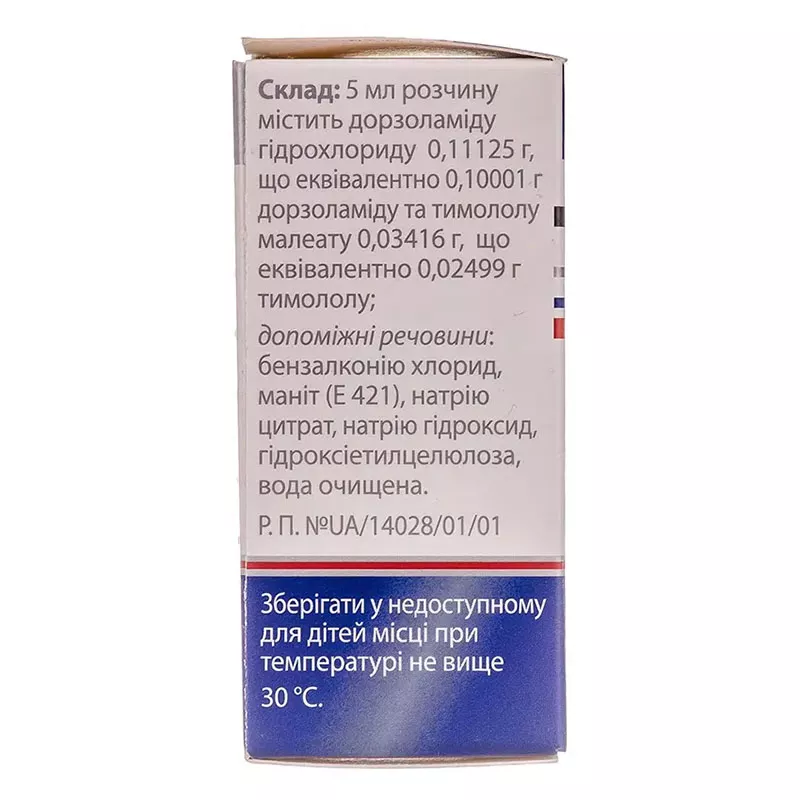 Склад: 5 мл розчину
містить дорзоламіду
гідрохлориду 0,11125 г,
що еквівалентно 0,10001 г
дорзоламіду та тимололу
малеату 0,03416 г, що
еквівалентно 0,02499 г
тимололу;
допоміжні речовини:
бензалконію хлорид,
маніт (Е 421), натрію
цитрат, натрію гідроксид,
гідроксіетилцелюлоза,
вода очищена.
Р. П. №UA/14028/01/01
Зберігати у недоступному
для дітей місці при
температурі не вище
30 °С.